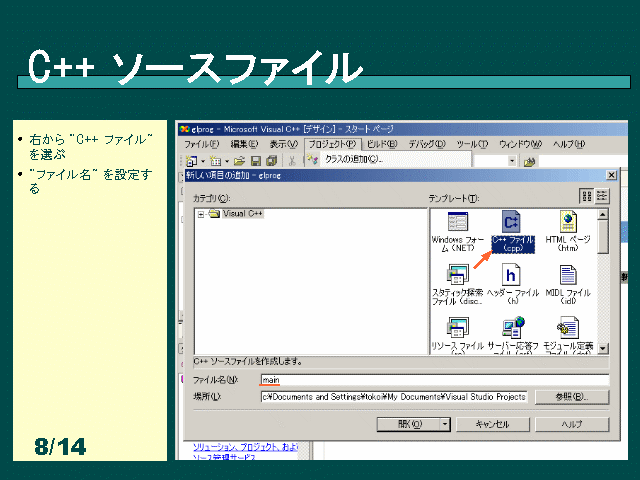 C++ ソースファイル
• 右から "C++ ファイル"
を選ぶ
• "ファイル名" を設定す
る
8/14
glprog - Microsoft Visual C++ [デザイン] - スタート ページ
ファイル(F) 編集(E) 表示(V) プロジェクト(P) ビルド(B) デバッグ(D) ツール(T) ウィンドウ(W) ヘルプ(H)
クラスの追加(C)...
新しい項目の追加 - glprog
カテゴリ(C):
テンプレート(T):
Visual C++
Windows フォー
ム (.NET)
C++ ファイル
(.cpp)
HTML ページ
(.htm)
スタティック探索
ファイル (.disc...
ヘッダー ファイル
(.h)
MIDL ファイル
(.idl)
リソース ファイル
サーバー応答フ
モジュール定義
C++ ソースファイルを作成します。
ファイル名(N):
main
場所(L):
c:¥Documents and Settings¥tokoi¥My Documents¥Visual Studio Projects
参照(B)...
開く(O)
キャンセル
ヘルプ
ソリューション、プロジェクト、およ
ソース管理サービス